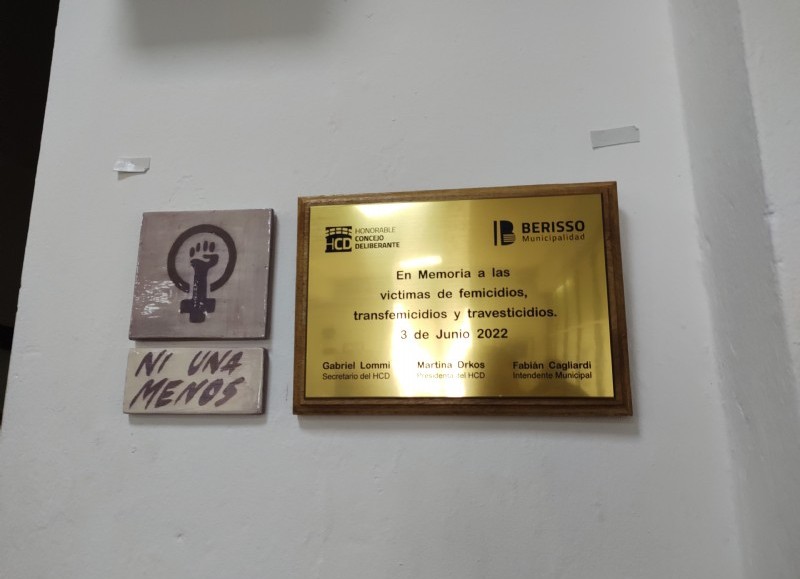 NI UNA
MENOS
HCD
HONORABLE
CONCEJO
DELIBERANTE
BERISSO
Municipalidad
En Memoria a las
victimas de femicidios,
transfemicidios y travesticidios.
3 de Junio 2022
Gabriel Lommi
Secretario del HCD
Martina Orkos
Presidenta del HCD
Fabián Cagliardi
Intendente Municipal